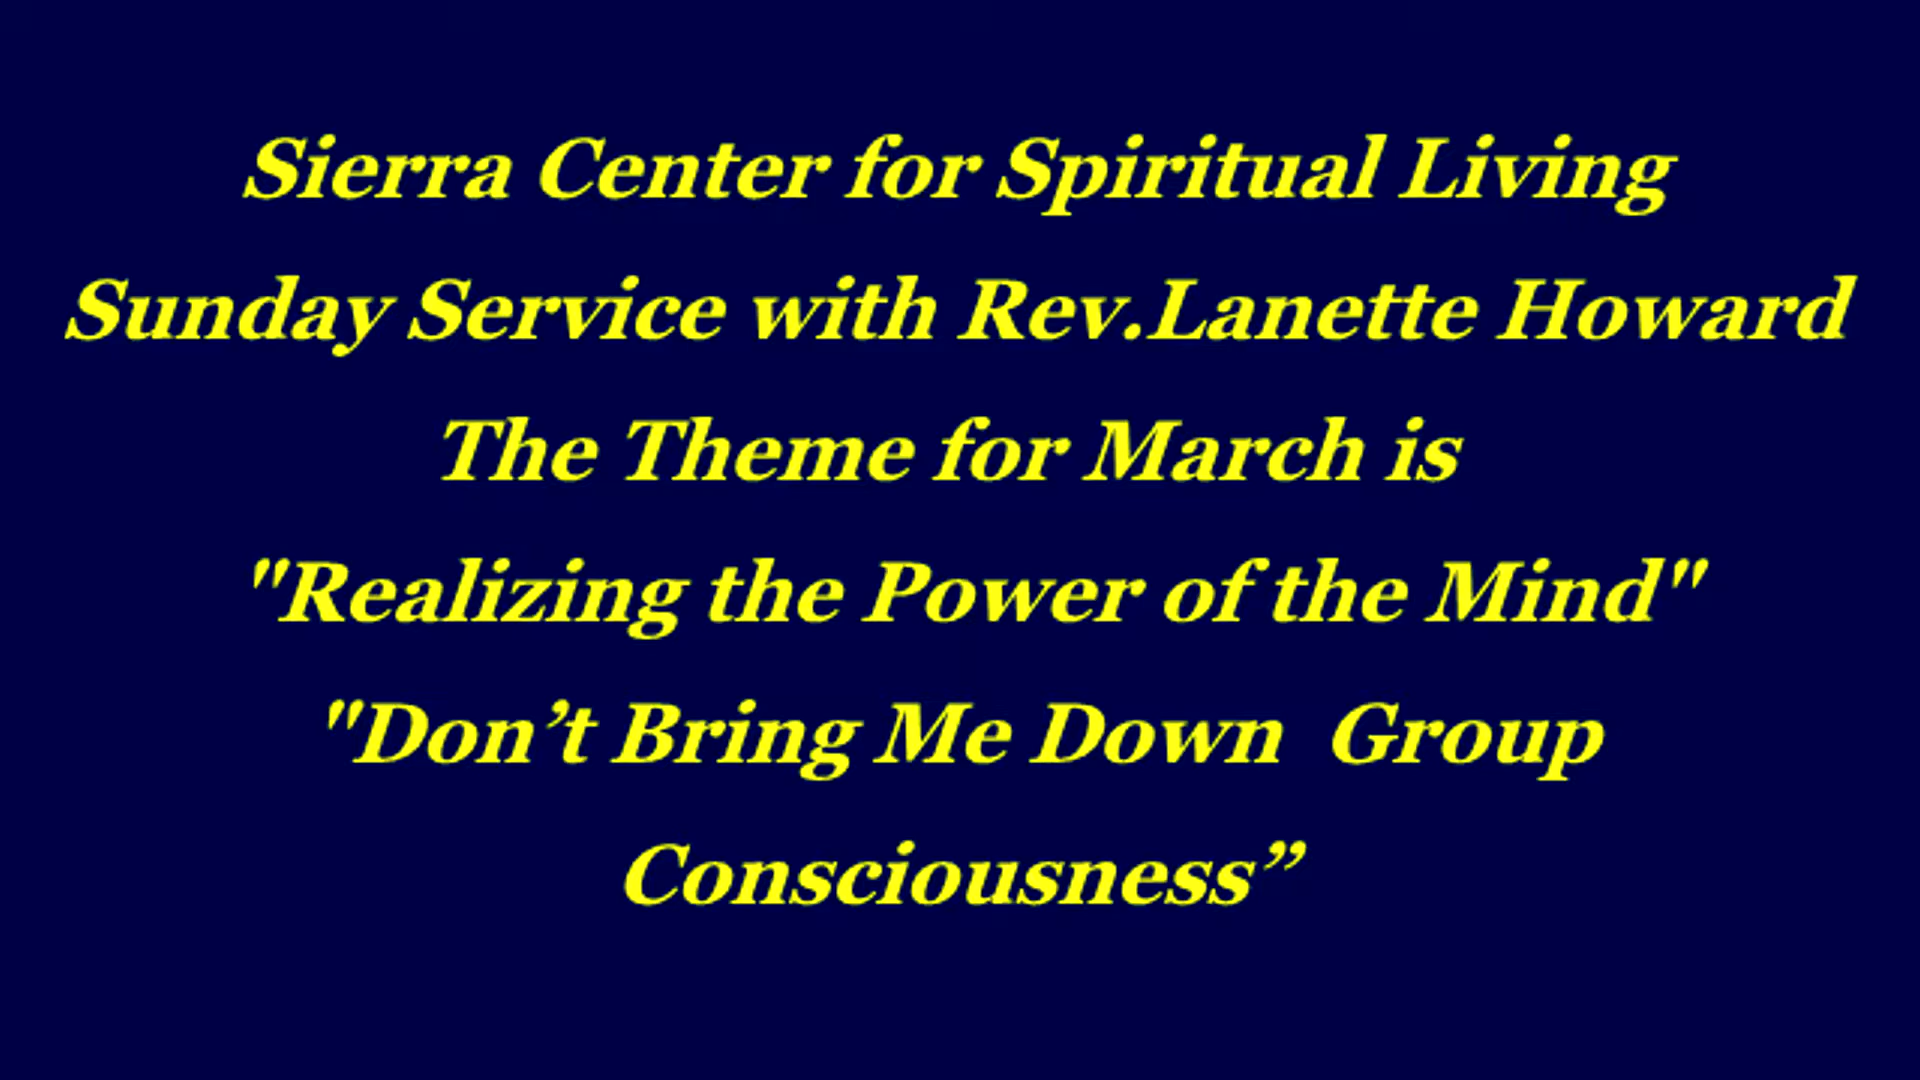 Sierra Center for Spiritual Living
Sunday Service with Rev.Lanette Howard
The Theme for March is
"Realizing the Power of the Mind"
"Don’t Bring Me Down  Group
Consciousness”